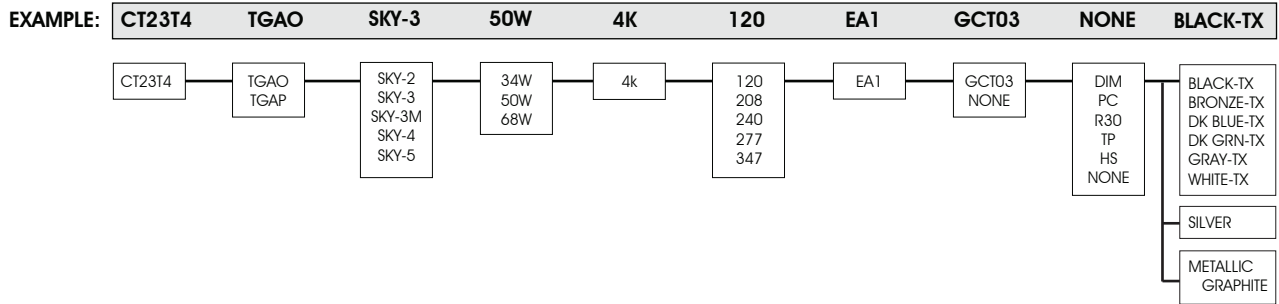 EXAMPLE: CT23T4 TGAO SKY-3 50W 4K 120 EA1 GCT03 NONE BLACK-TX
CT23T4
TGAO
TGAP
SKY-2
SKY-3
SKY-3M
SKY-4
SKY-5
34W
50W
68W
4k
120
208
240
277
347
EA1
GCT03
NONE
DIM
PC
R30
TP
HS
NONE
BLACK-TX
BRONZE-TX
DK BLUE-TX
DK GRN-TX
GRAY-TX
WHITE-TX
SILVER
METALLIC
GRAPHITE